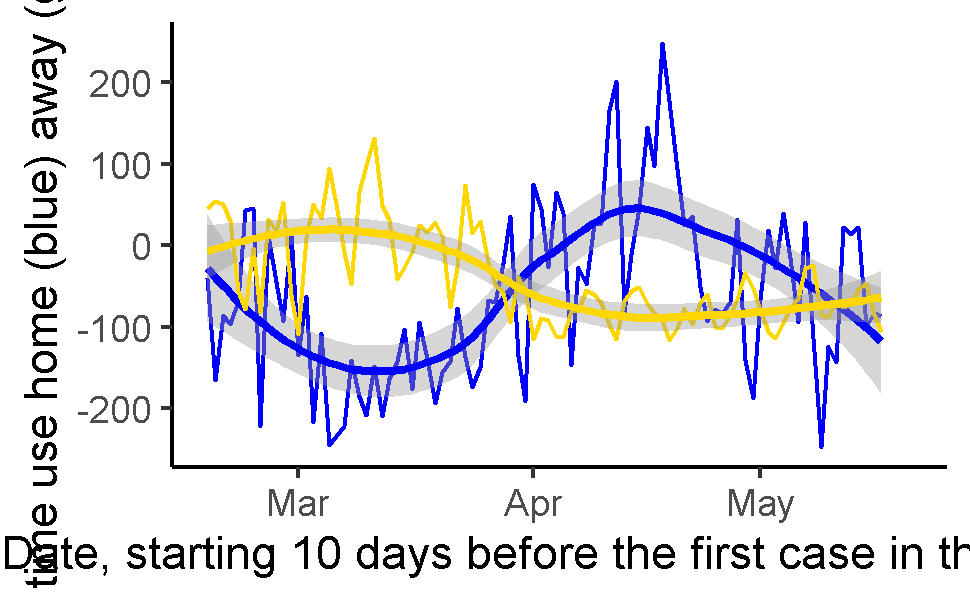 time use home (blue) away (
200
100
0
-100
-200
Mar Apr May
Date, starting 10 days before the first case in th